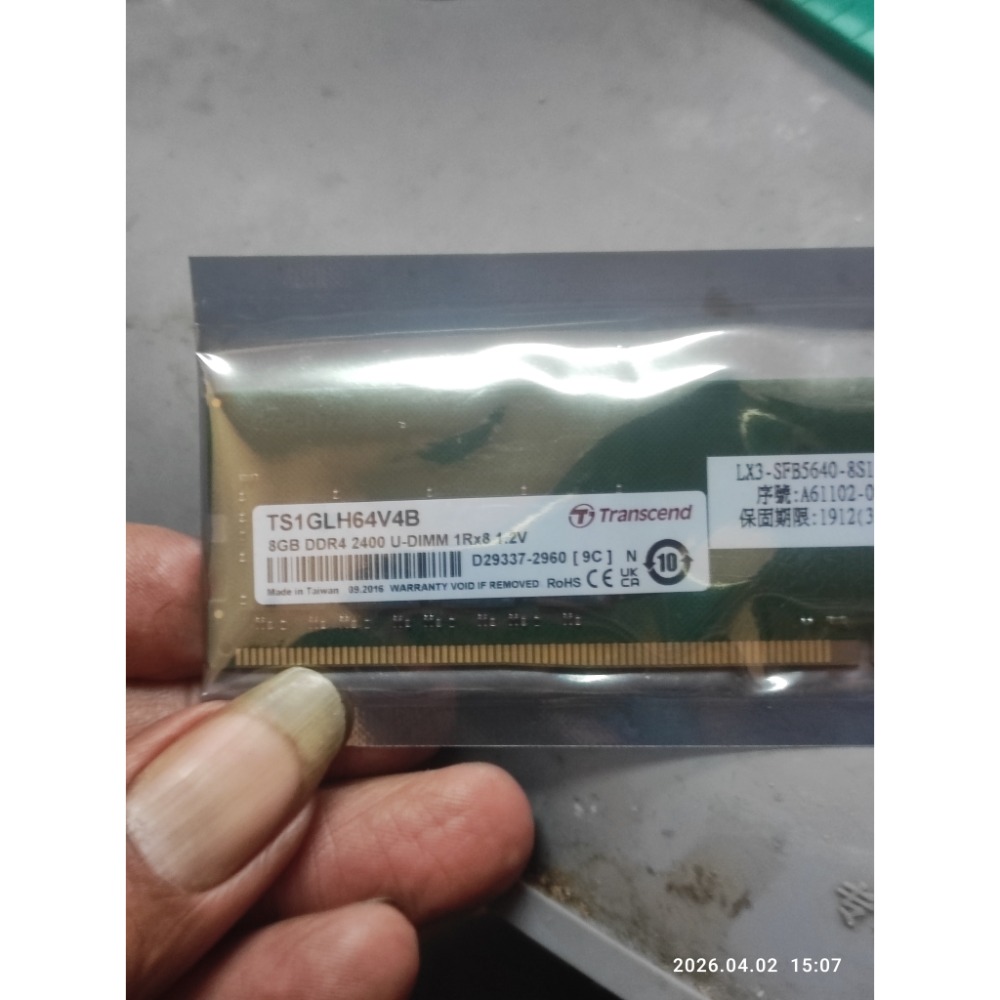 LX3-SFB5640-8S1
序號:A61102-0
保固期限:1912(3
TS1GLH64V4B
Transcend
8GB DDR4 2400 U-DIMM 1Rx8 1.2V
D29337-2960 [ 9C ] N
10
Made in Taiwan 09.2016 WARRANTY VOID IF REMOVED RoHS CE UK CA
2026.04.02 15:07